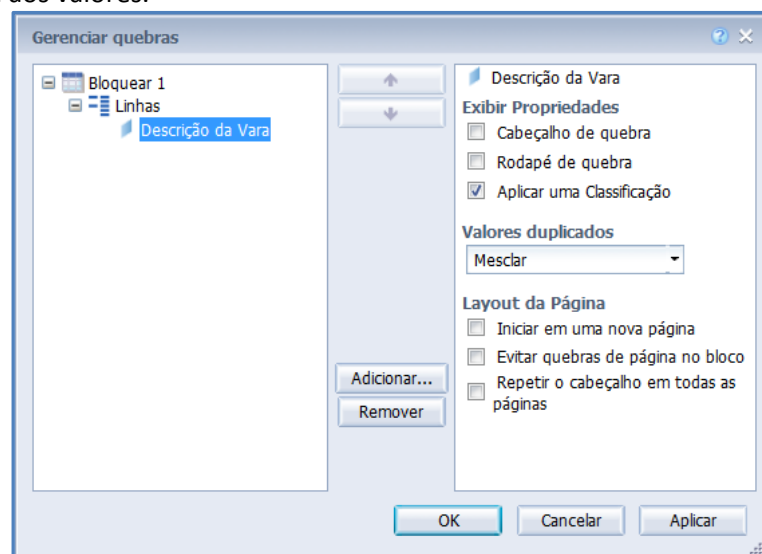 dos valores.
Gerenciar quebras
Bloquear 1
Linhas
Descrição da Vara
Adicionar...
Remover
Descrição da Vara
Exibir Propriedades
Cabeçalho de quebra
Rodapé de quebra
Aplicar uma Classificação
Valores duplicados
Mesclar
Layout da Página
Iniciar em uma nova página
Evitar quebras de página no bloco
Repetir o cabeçalho em todas as
páginas
OK
Cancelar
Aplicar